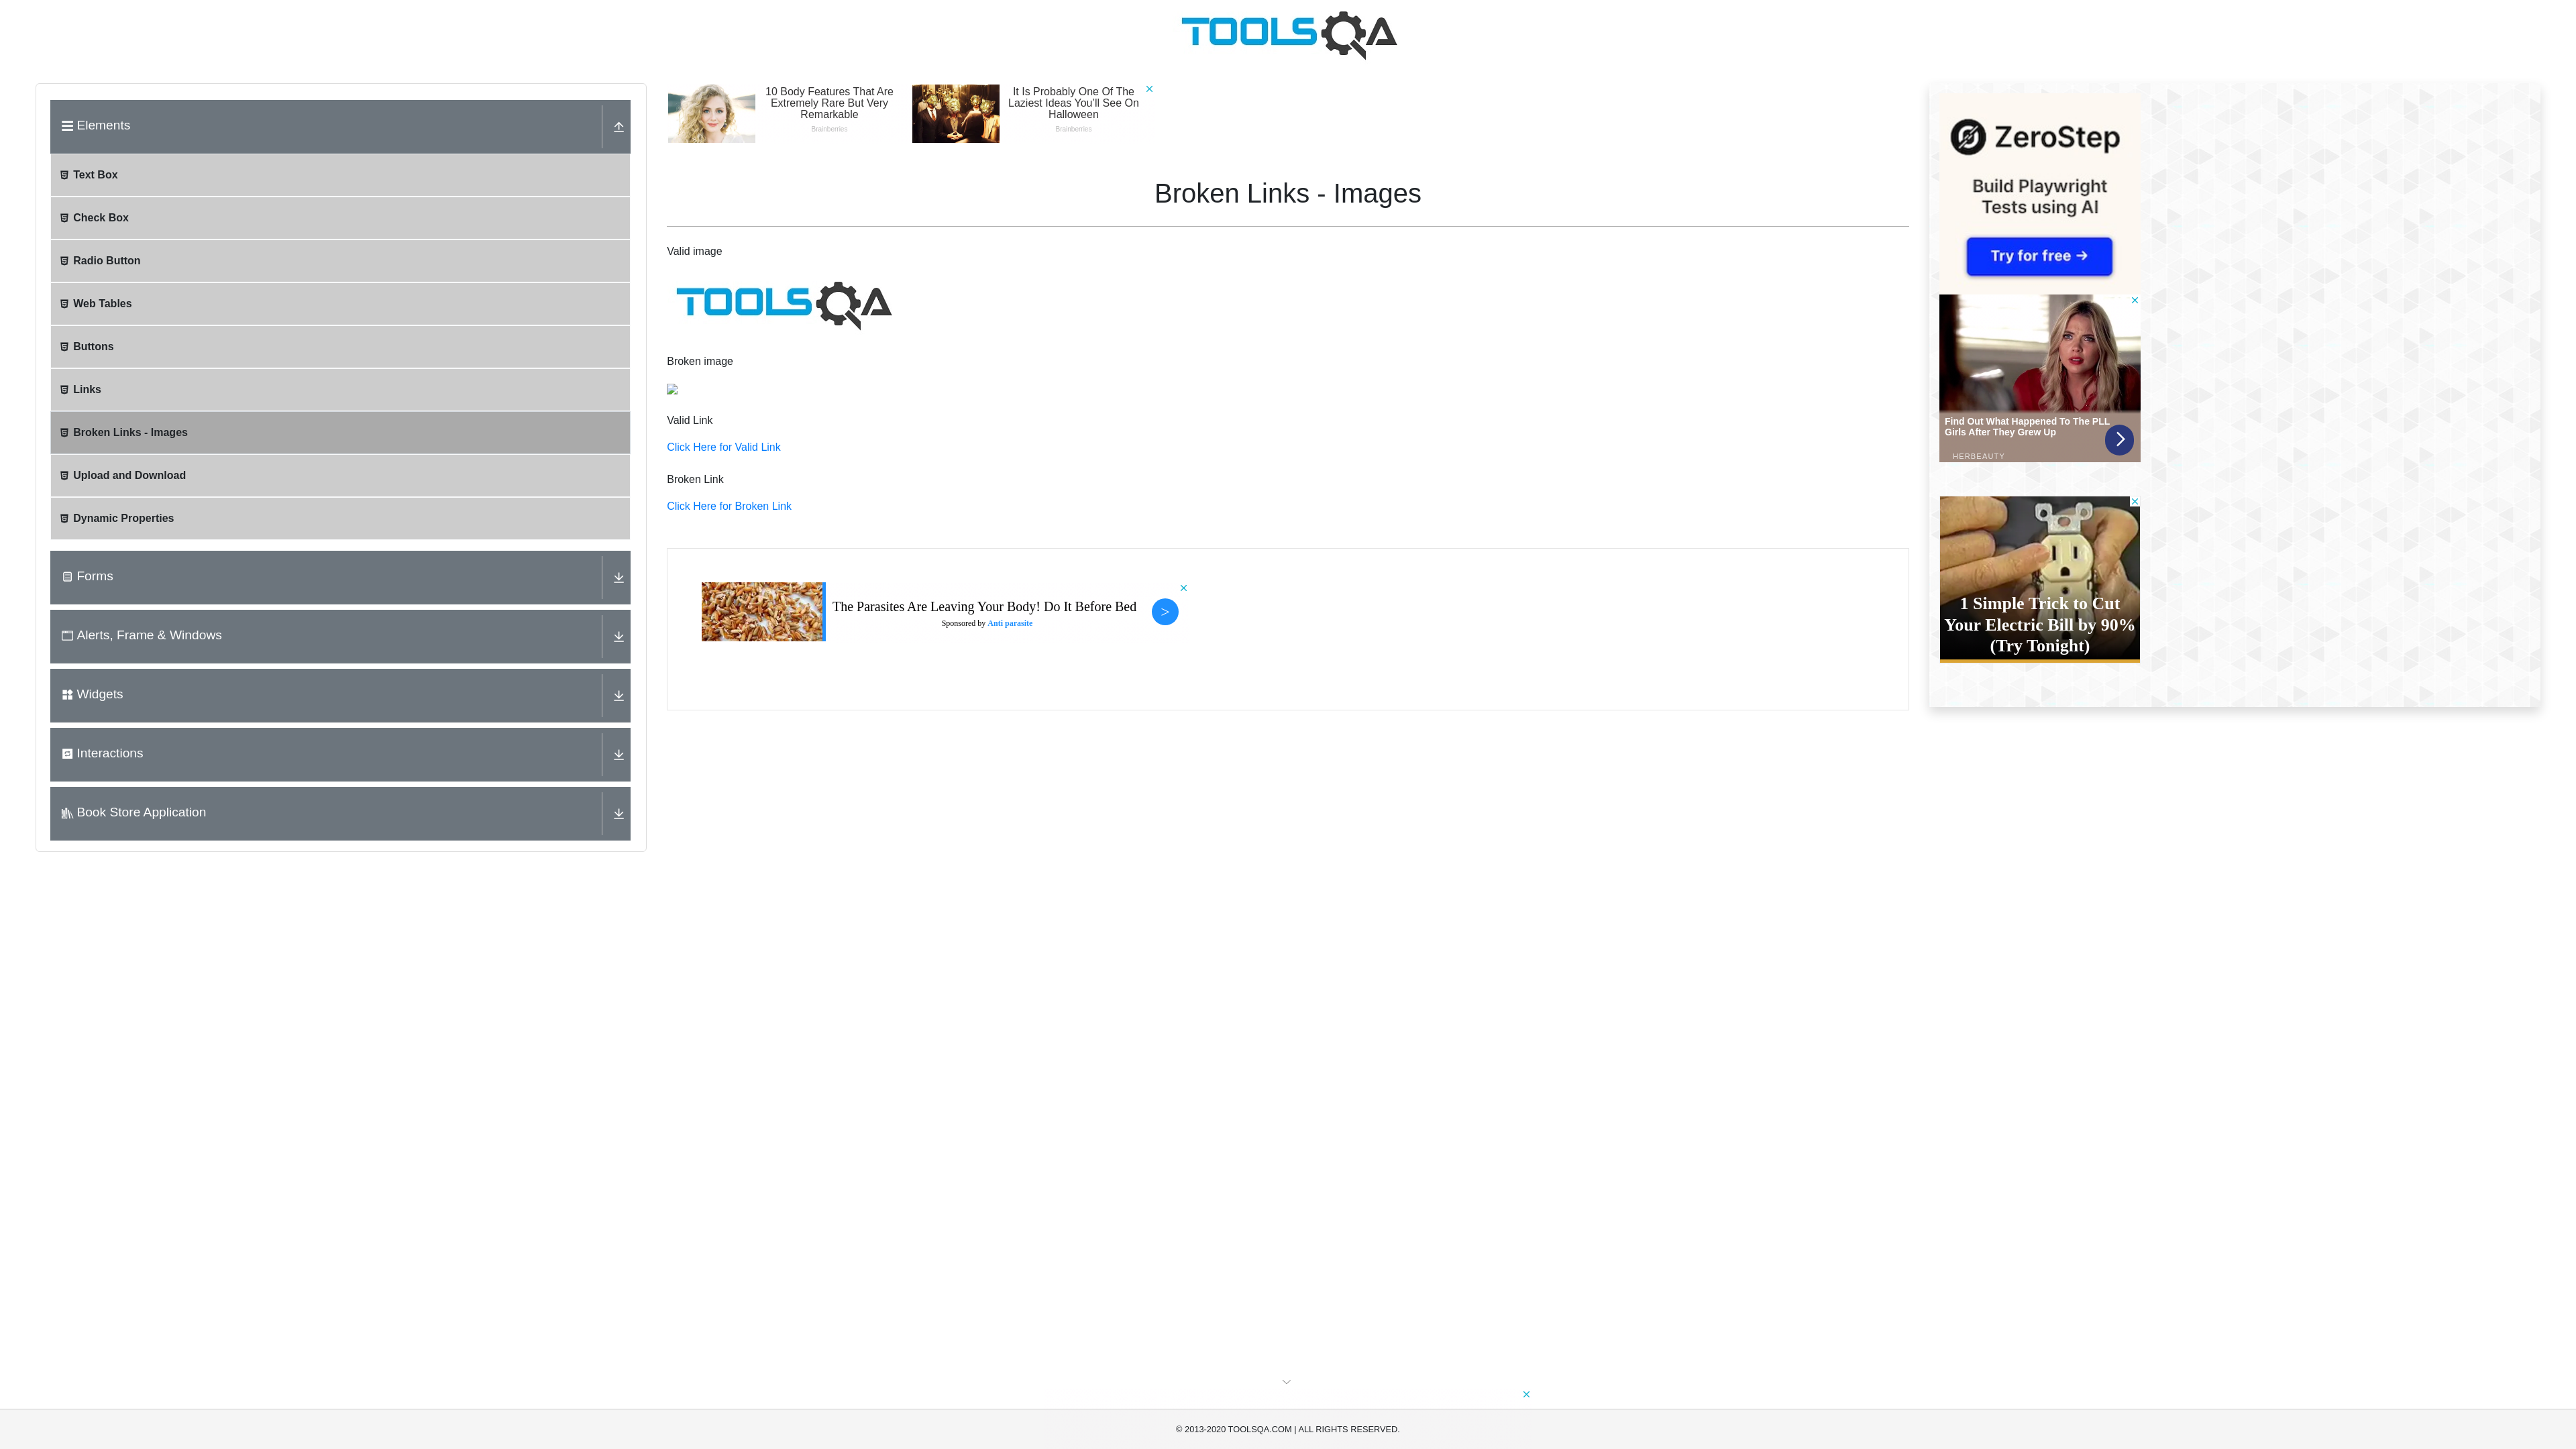 TOOLSQA
Elements
Text Box
Check Box
Radio Button
Web Tables
Buttons
Links
Broken Links - Images
Upload and Download
Dynamic Properties
Forms
Alerts, Frame & Windows
Widgets
Interactions
Book Store Application
10 Body Features That Are
Extremely Rare But Very
Remarkable
Brainberries
It Is Probably One Of The
Laziest Ideas You’ll See On
Halloween
Brainberries
Broken Links - Images
Valid image
TOOLSQA
Broken image
Valid Link
Click Here for Valid Link
Broken Link
Click Here for Broken Link
The Parasites Are Leaving Your Body! Do It Before Bed
Sponsored by Anti parasite
>
ZeroStep
Build Playwright
Tests using AI
Try for free →
Find Out What Happened To The PLL
Girls After They Grew Up
HERBEAUTY
1 Simple Trick to Cut
Your Electric Bill by 90%
(Try Tonight)
© 2013-2020 TOOLSQA.COM | ALL RIGHTS RESERVED.